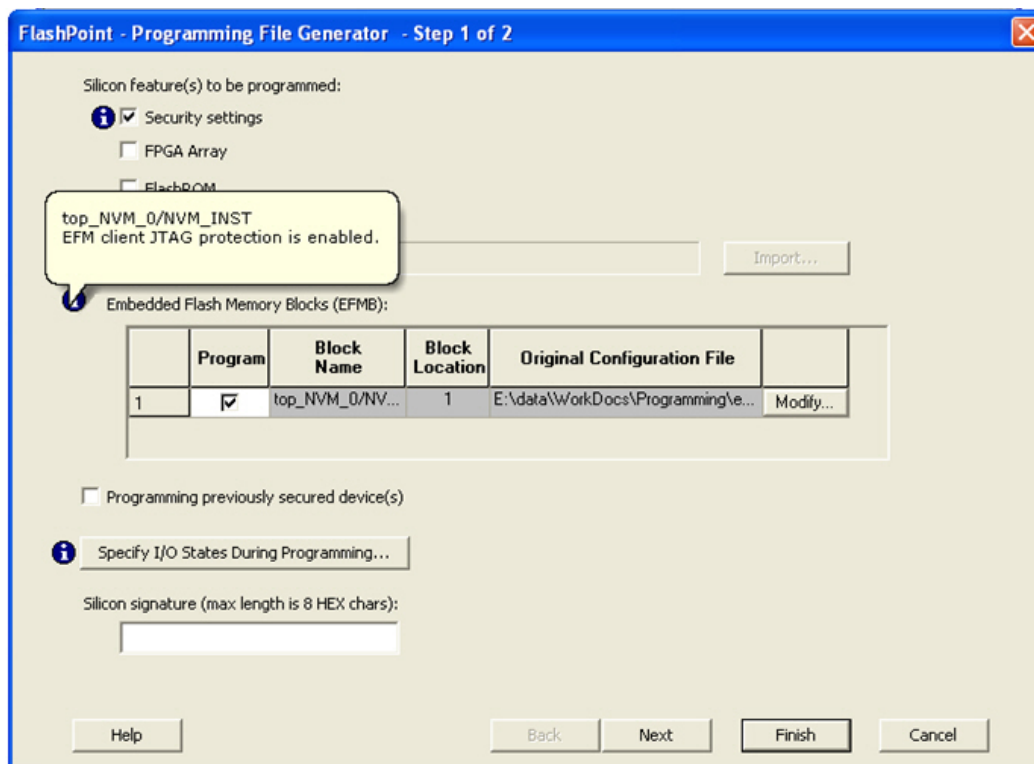 FlashPoint - Programming File Generator - Step 1 of 2
Silicon feature(s) to be programmed:
Security settings
FPGA Array
FlashROM
top_NVM_0/NVM_INST
EFM client JTAG protection is enabled.
Import...
Embedded Flash Memory Blocks (EFMB):
Program Block Name Block Location Original Configuration File
1 top_NVM_0/NV... 1 E:\data\WorkDocs\Programming\e... Modify...
Programming previously secured device(s)
Specify I/O States During Programming...
Silicon signature (max length is 8 HEX chars):
Help Back Next Finish Cancel